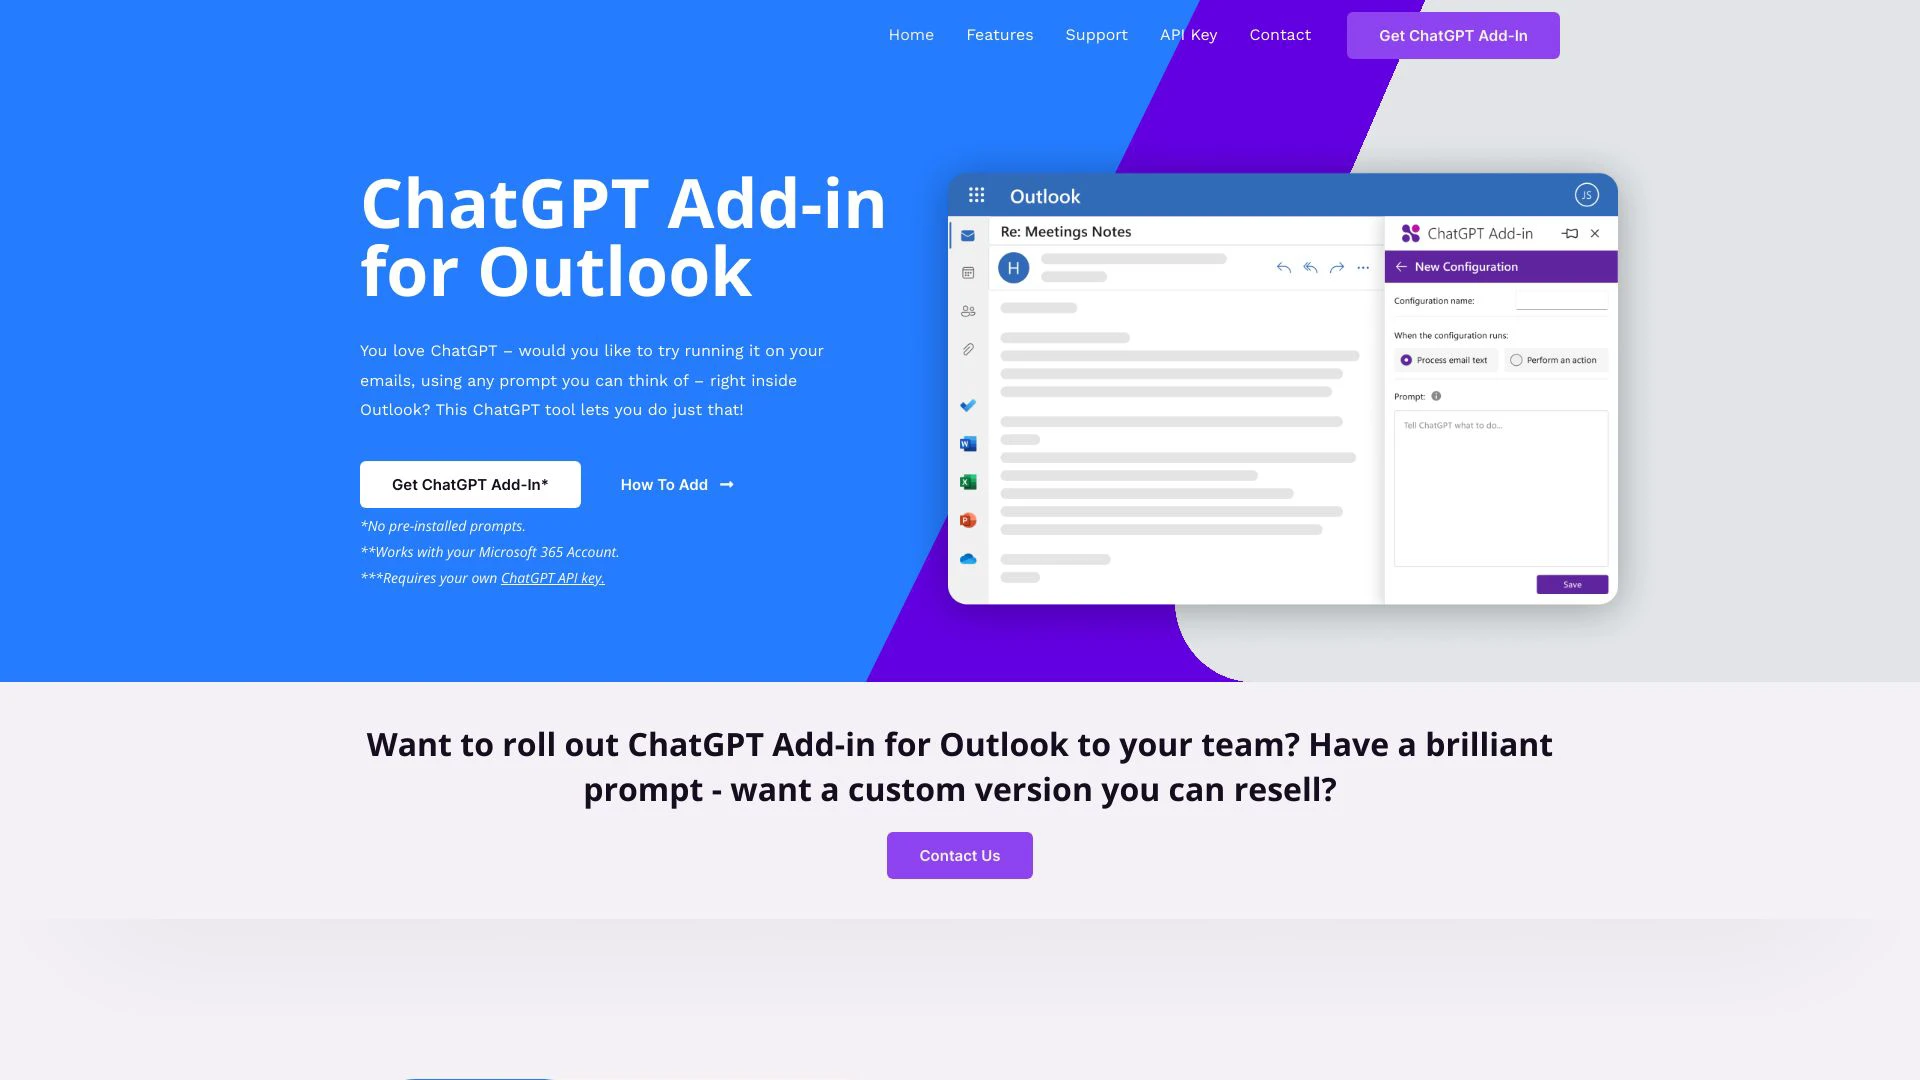 Home Features Support API Key Contact Get ChatGPT Add-In
ChatGPT Add-in
for Outlook
You love ChatGPT – would you like to try running it on your
emails, using any prompt you can think of – right inside
Outlook? This ChatGPT tool lets you do just that!
Get ChatGPT Add-In* How To Add
*No pre-installed prompts.
**Works with your Microsoft 365 Account.
***Requires your own ChatGPT API key.
Outlook JS
Re: Meetings Notes
H
ChatGPT Add-in
New Configuration
Configuration name:
When the configuration runs:
Process email text Perform an action
Prompt:
Tell ChatGPT what to do...
Save
Want to roll out ChatGPT Add-in for Outlook to your team? Have a brilliant
prompt - want a custom version you can resell?
Contact Us